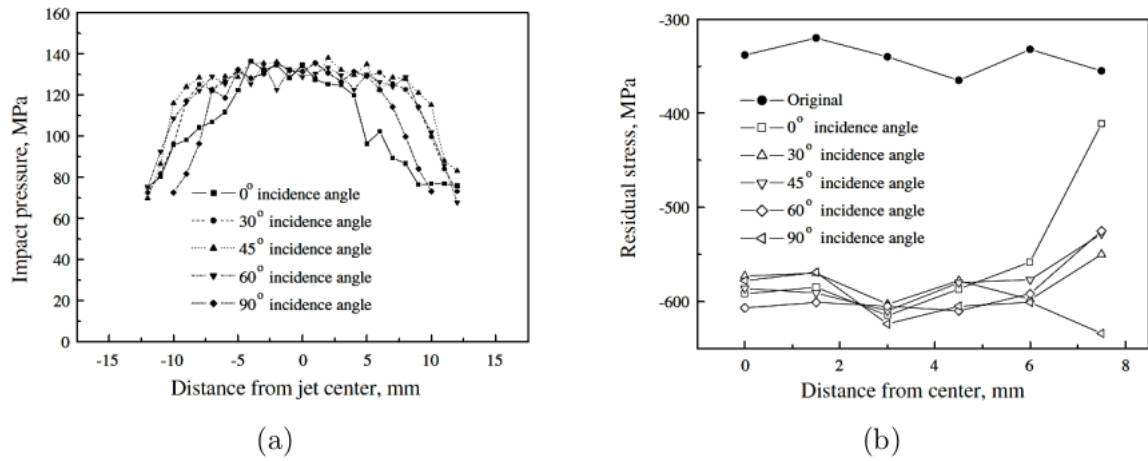 160
140
120
100
80
60
40
20
0
Impact pressure, MPa
0° incidence angle
30° incidence angle
45° incidence angle
60° incidence angle
90° incidence angle
-15 -10 -5 0 5 10 15
Distance from jet center, mm
(a)
-300
-400
-500
-600
Residual stress, MPa
Original
0° incidence angle
30° incidence angle
45° incidence angle
60° incidence angle
90° incidence angle
0 2 4 6 8
Distance from center, mm
(b)